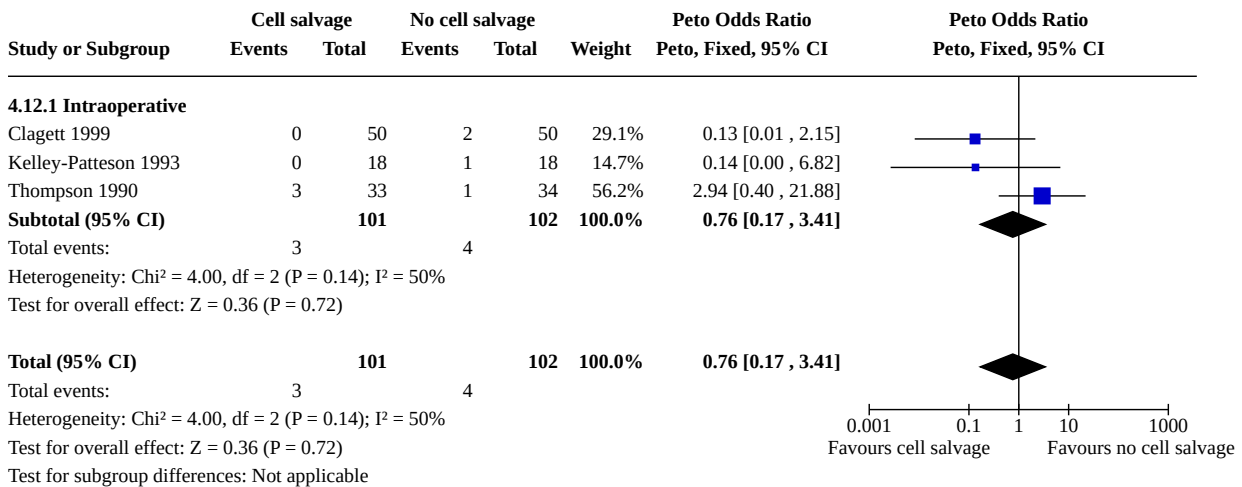 Cell salvage No cell salvage Peto Odds Ratio Peto Odds Ratio
Study or Subgroup Events Total Events Total Weight Peto, Fixed, 95% CI Peto, Fixed, 95% CI
4.12.1 Intraoperative
Clagett 1999 0 50 2 50 29.1% 0.13 [0.01 , 2.15]
Kelley-Patteson 1993 0 18 1 18 14.7% 0.14 [0.00 , 6.82]
Thompson 1990 3 33 1 34 56.2% 2.94 [0.40 , 21.88]
Subtotal (95% CI) 101 102 100.0% 0.76 [0.17 , 3.41]
Total events: 3 4
Heterogeneity: Chi² = 4.00, df = 2 (P = 0.14); I² = 50%
Test for overall effect: Z = 0.36 (P = 0.72)
Total (95% CI) 101 102 100.0% 0.76 [0.17 , 3.41]
Total events: 3 4
Heterogeneity: Chi² = 4.00, df = 2 (P = 0.14); I² = 50%
0.001 0.1 1 10 1000
Test for overall effect: Z = 0.36 (P = 0.72)
Favours cell salvage Favours no cell salvage
Test for subgroup differences: Not applicable